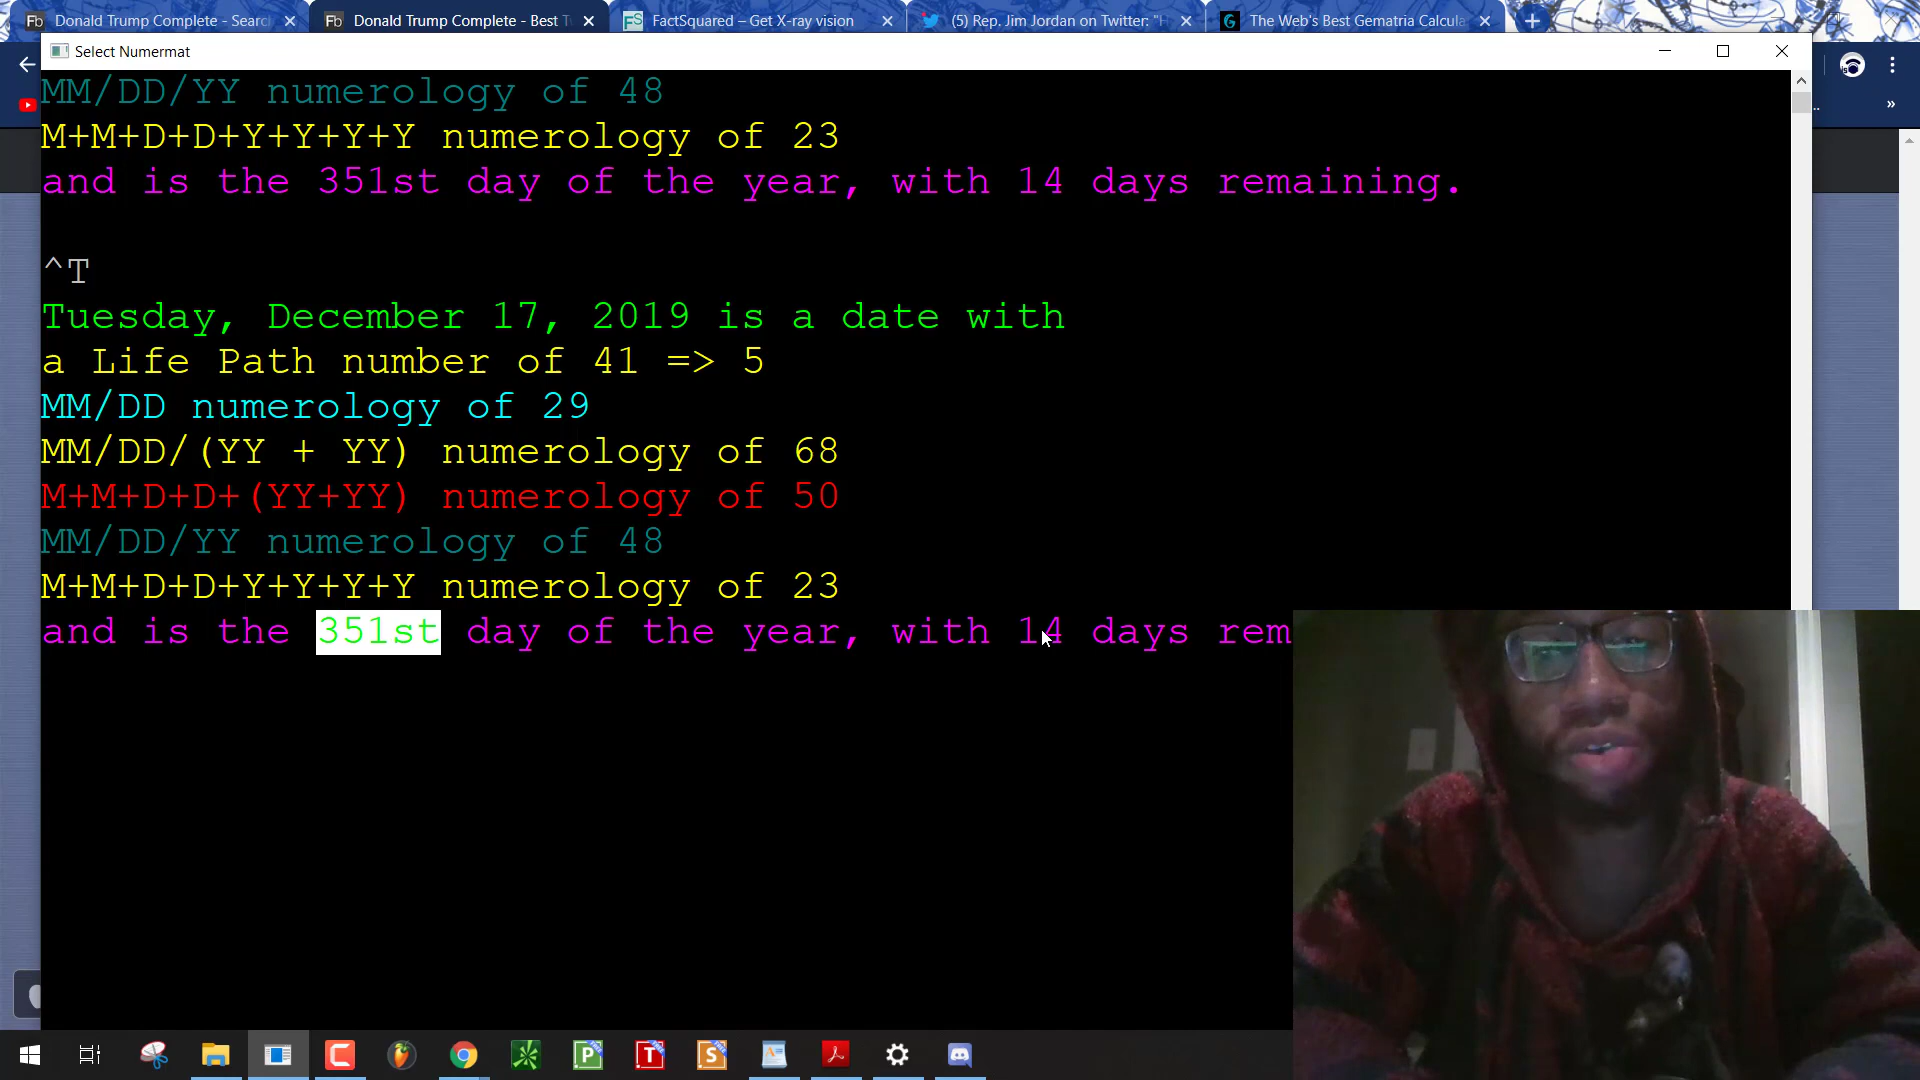 Donald Trump Complete - Searc
Donald Trump Complete - Best T
FactSquared – Get X-ray vision
(5) Rep. Jim Jordan on Twitter: "H
The Web's Best Gematria Calcula
Select Numermat
MM/DD/YY numerology of 48
M+M+D+D+Y+Y+Y+Y numerology of 23
and is the 351st day of the year, with 14 days remaining.
^T
Tuesday, December 17, 2019 is a date with
a Life Path number of 41 => 5
MM/DD numerology of 29
MM/DD/(YY + YY) numerology of 68
M+M+D+D+(YY+YY) numerology of 50
MM/DD/YY numerology of 48
M+M+D+D+Y+Y+Y+Y numerology of 23
and is the 351st day of the year, with 14 days rem